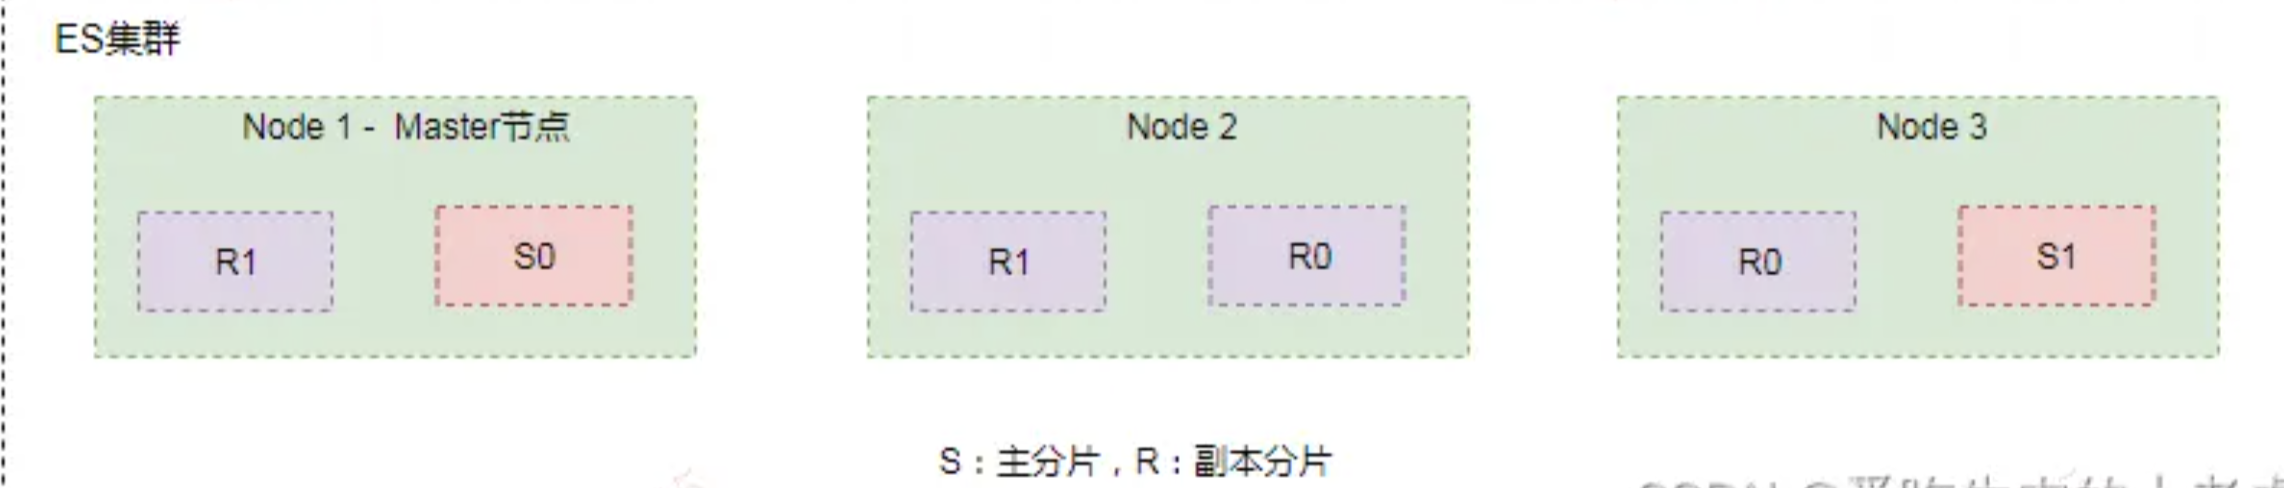 ES集群
Node 1 - Master节点
Node 2
Node 3
R1
S0
R1
R0
R0
S1
S：主分片，R：副本分片